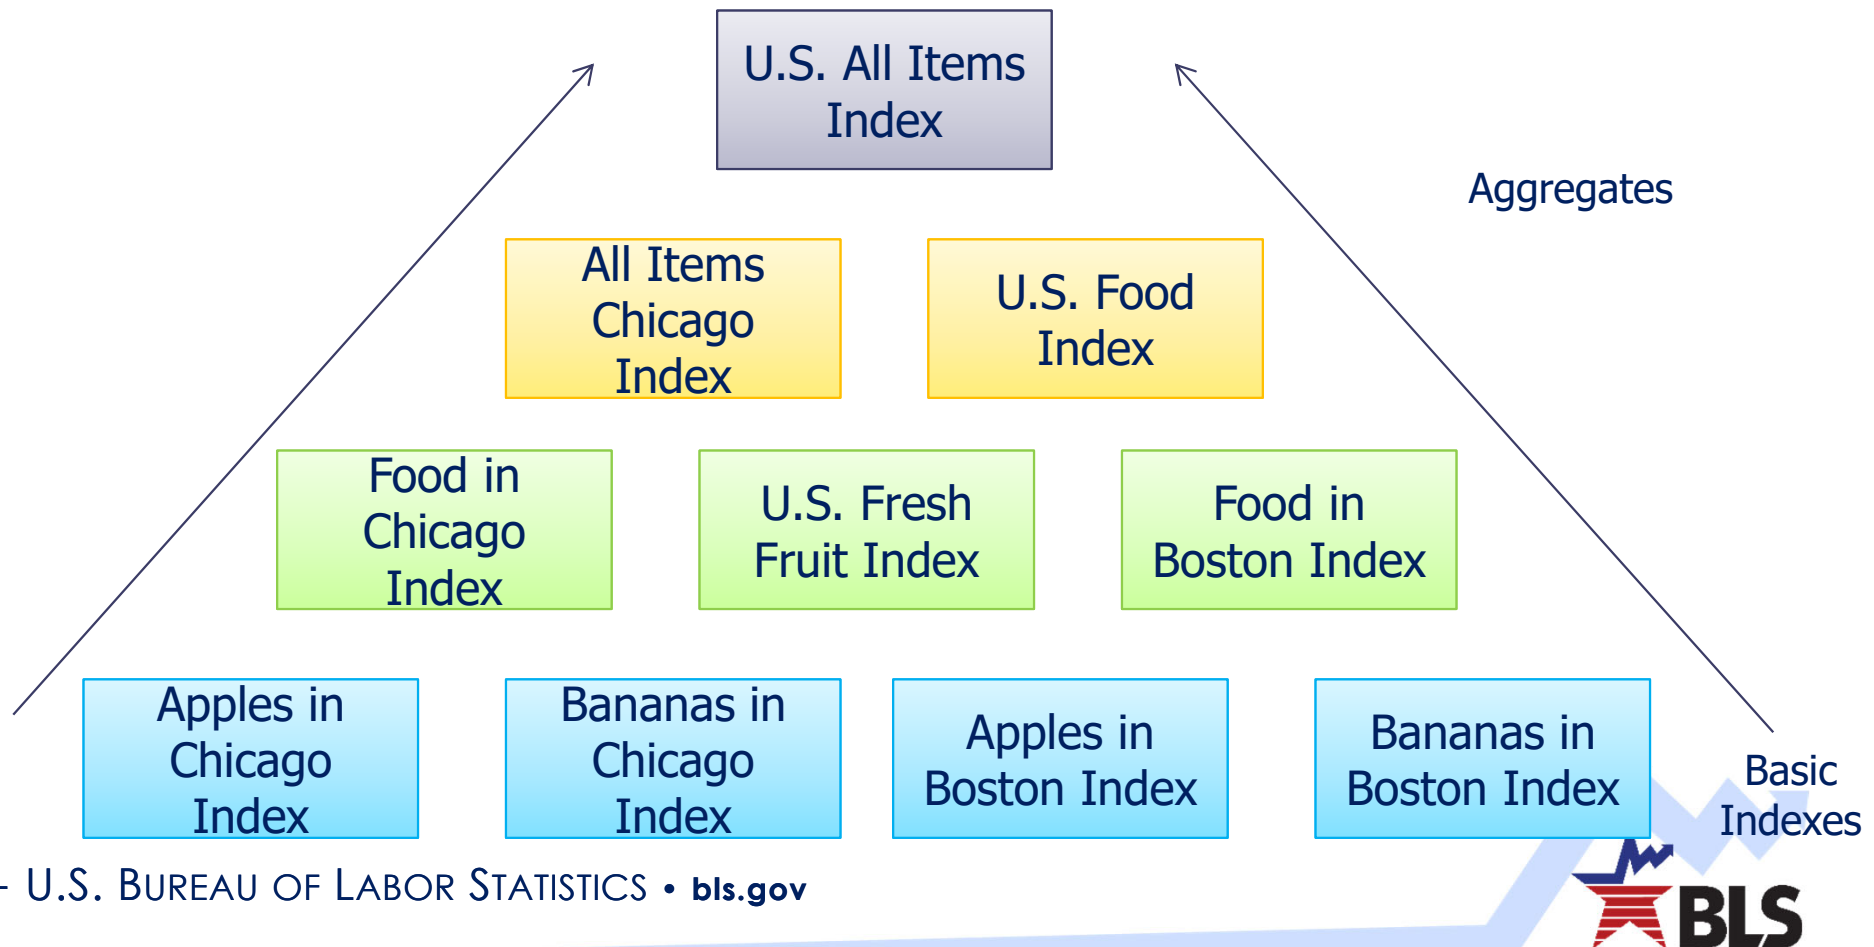 U.S. All Items
Index
Aggregates
All Items
Chicago
Index
U.S. Food
Index
Food in
Chicago
Index
U.S. Fresh
Fruit Index
Food in
Boston Index
Apples in
Chicago
Index
Bananas in
Chicago
Index
Apples in
Boston Index
Bananas in
Boston Index
Basic
Indexes
- U.S. BUREAU OF LABOR STATISTICS • bls.gov
BLS